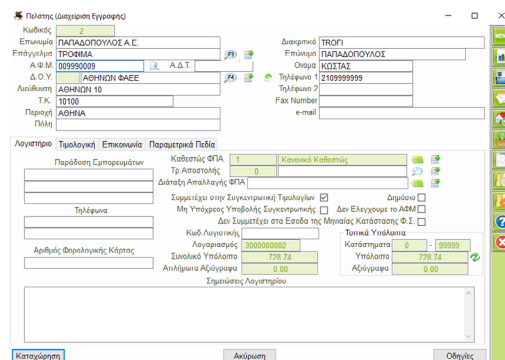 Πελάτης (Διαχείριση Εγγραφής)
Κωδικός 2
Επωνυμία ΠΑΠΑΔΟΠΟΥΛΟΣ Α.Ε. Διακριτικό TROFI
Επάγγελμα ΤΡΟΦΙΜΑ (F3) Επώνυμο ΠΑΠΑΔΟΠΟΥΛΟΣ
Α.Φ.Μ. 009990009 Α.Δ.Τ. Όνομα ΚΩΣΤΑΣ
Δ.Ο.Υ. ΑΘΗΝΩΝ ΦΑΕΕ (F4) Τηλέφωνο 1 2109999999
Διεύθυνση ΑΘΗΝΩΝ 10 Τηλέφωνο 2
Τ.Κ. 10100 Fax Number
Περιοχή ΑΘΗΝΑ e-mail
Πόλη
Λογιστήριο Τιμολογική Επικοινωνία Παραμετρικά Πεδία
Παράδοση Εμπορευμάτων Καθεστώς ΦΠΑ 1 Κανονικό Καθεστώς
Τρ.Αποστολής 0
Διάταξη Απαλλαγής ΦΠΑ
Συμμετέχει στην Συγκεντρωτική Τιμολογίων Δημόσιο
Τηλέφωνα Μη Υπόχρεος Υποβολής Συγκεντρωτικής Δεν Ελέγχουμε το ΑΦΜ
Δεν Συμμετέχει στα Εσοδα της Μηνιαίας Κατάστασης Φ.Σ.
Κωδ.Λογιστικής Τοπικά Υπόλοιπα
Λογαριασμός 3000000002 Κατάστημα 0 - 99999
Αριθμός Φορολογικής Κάρτας Συνολικό Υπόλοιπο 728.74 Υπόλοιπο 728.74
Απλήρωτα Αξιόγραφα 0.00 Αξιόγραφα 0.00
Σημειώσεις Λογιστηρίου
Καταχώρηση Ακύρωση Οδηγίες